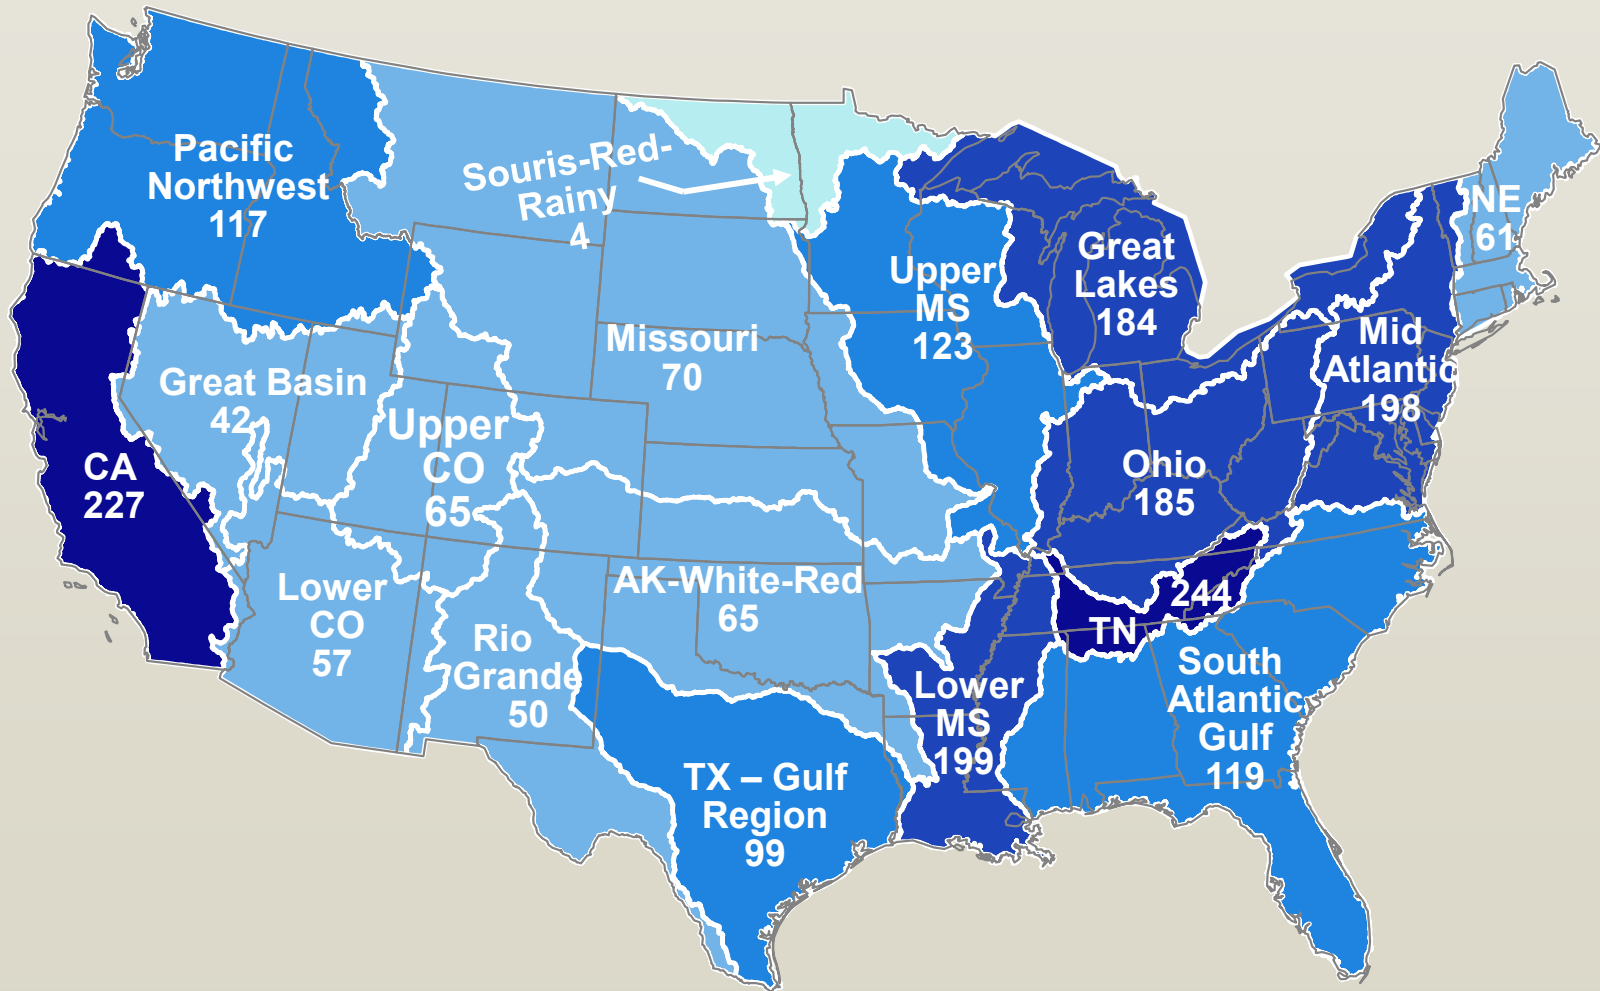 Pacific
Northwest
117
Souris-Red-
Rainy
4
NE
61
Great
Lakes
184
Upper
MS
123
Missouri
70
Mid
Atlantic
198
Great Basin
42
Upper
CO
65
CA
227
Ohio
185
Lower
CO
57
AK-White-Red
65
244
TN
Rio
Grande
50
South
Atlantic
Gulf
119
Lower
MS
199
TX – Gulf
Region
99